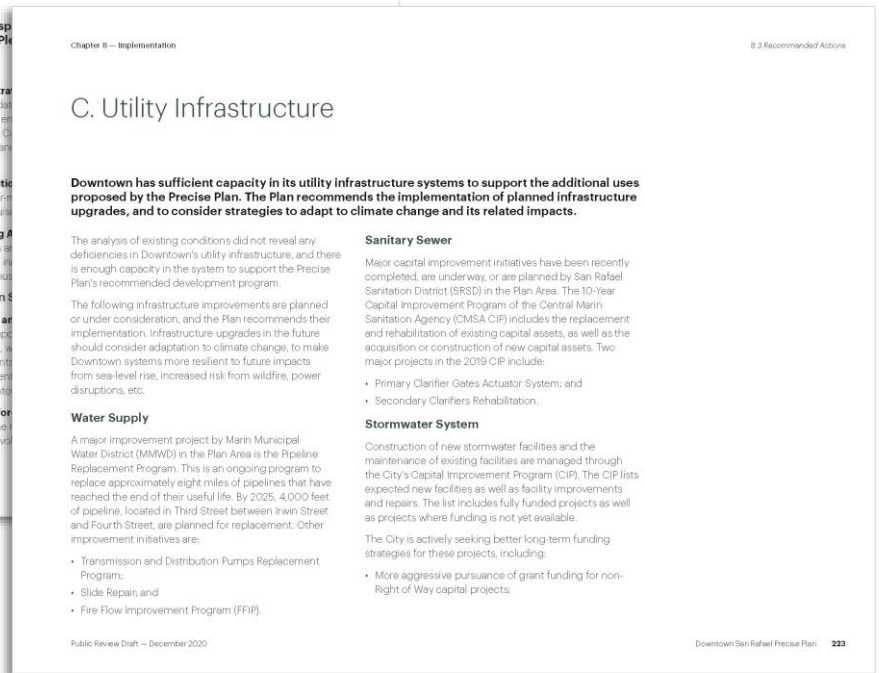 Chapter 8 — Implementation
8.3 Recommended Actions
C. Utility Infrastructure
Downtown has sufficient capacity in its utility infrastructure systems to support the additional uses
proposed by the Precise Plan. The Plan recommends the implementation of planned infrastructure
upgrades, and to consider strategies to adapt to climate change and its related impacts.
The analysis of existing conditions did not reveal any
deficiencies in Downtown's utility infrastructure, and there
is enough capacity in the system to support the Precise
Plan's recommended development program.
The following infrastructure improvements are planned
or under consideration, and the Plan recommends their
implementation. Infrastructure upgrades in the future
should consider adaptation to climate change, to make
Downtown systems more resilient to future impacts
from sea-level rise, increased risk from wildfire, power
disruptions, etc.
Water Supply
A major improvement project by Marin Municipal
Water District (MMWD) in the Plan Area is the Pipeline
Replacement Program. This is an ongoing program to
replace approximately eight miles of pipelines that have
reached the end of their useful life. By 2025, 4,000 feet
of pipeline, located in Third Street between Irwin Street
and Fourth Street, are planned for replacement. Other
improvement initiatives are:
• Transmission and Distribution Pumps Replacement
Program;
• Slide Repair; and
• Fire Flow Improvement Program (FFIP).
Sanitary Sewer
Major capital improvement initiatives have been recently
completed, are underway, or are planned by San Rafael
Sanitation District (SRSD) in the Plan Area. The 10-Year
Capital Improvement Program of the Central Marin
Sanitation Agency (CMSA CIP) includes the replacement
and rehabilitation of existing capital assets, as well as the
acquisition or construction of new capital assets. Two
major projects in the 2019 CIP include:
• Primary Clarifier Gates Actuator System; and
• Secondary Clarifiers Rehabilitation.
Stormwater System
Construction of new stormwater facilities and the
maintenance of existing facilities are managed through
the City's Capital Improvement Program (CIP). The CIP lists
expected new facilities as well as facility improvements
and repairs. The list includes fully funded projects as well
as projects where funding is not yet available.
The City is actively seeking better long-term funding
strategies for these projects, including:
• More aggressive pursuance of grant funding for non-
Right of Way capital projects;
Public Review Draft — December 2020
Downtown San Rafael Precise Plan 223